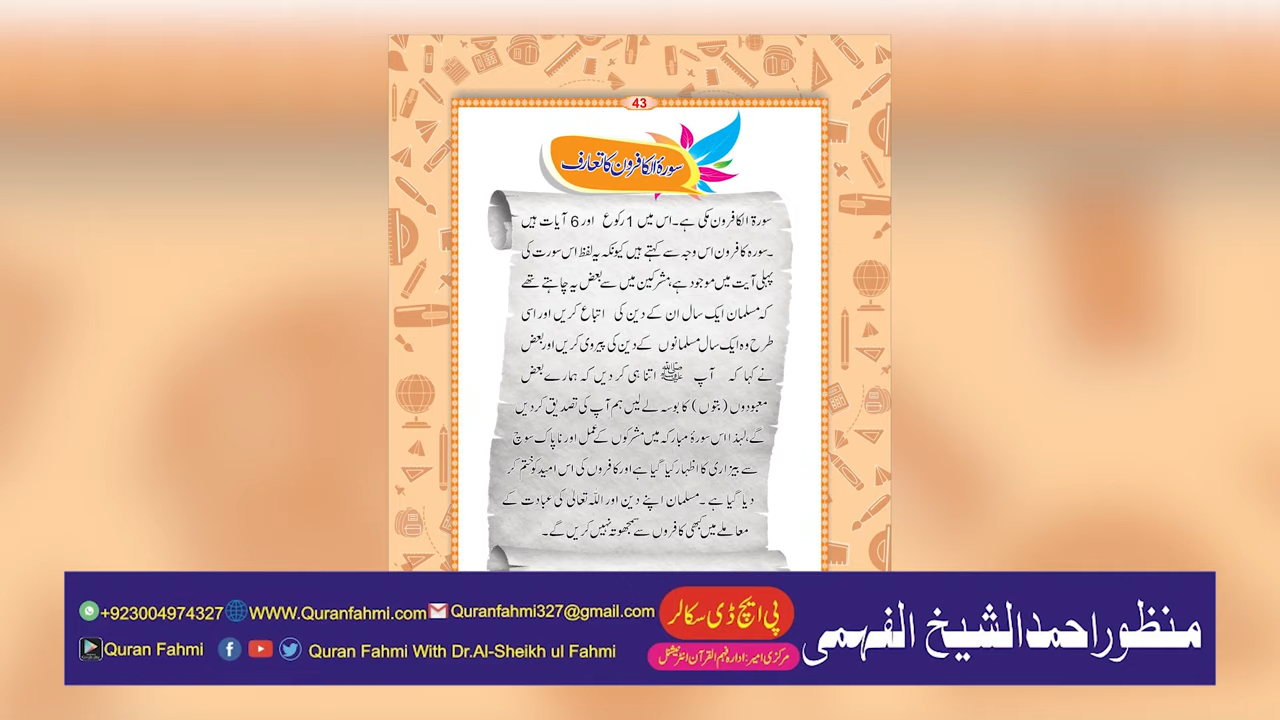 43
سورۃ الکافرون کا تعارف
سورۃ الکافرون مکی ہے۔ اس میں 1 رکوع اور 6 آیات ہیں
۔سورہ کافرون اس وجہ سے کہتے ہیں کیونکہ یہ لفظ اس سورت کی
پہلی آیت میں موجود ہے، مشرکین میں سے بعض یہ چاہتے تھے
کہ مسلمان ایک سال ان کے دین کی اتباع کریں اور اسی
طرح وہ ایک سال مسلمانوں کے دین کی پیروی کریں اور بعض
نے کہا کہ آپ ﷺ اتنا ہی کر دیں کہ ہمارے بعض
معبودوں (بتوں) کا بوسہ لے لیں ہم آپ کی تصدیق کر دیں
گے، لہذا اس سورۂ مبارکہ میں مشرکوں کے عمل اور ناپاک سوچ
سے بیزاری کا اظہار کیا گیا ہے اور کافروں کی اس امید کو ختم کر
دیا گیا ہے۔ مسلمان اپنے دین اور اللہ تعالیٰ کی عبادت کے
معاملے میں کبھی کافروں سے سمجھوتہ نہیں کریں گے۔
منظور احمد الشیخ الفہمی
پی ایچ ڈی سکالر
مرکزی امیر: ادارہ فہم القرآن انٹرنیشنل
+923004974327 WWW.Quranfahmi.com Quranfahmi327@gmail.com
Quran Fahmi Quran Fahmi With Dr.Al-Sheikh ul Fahmi